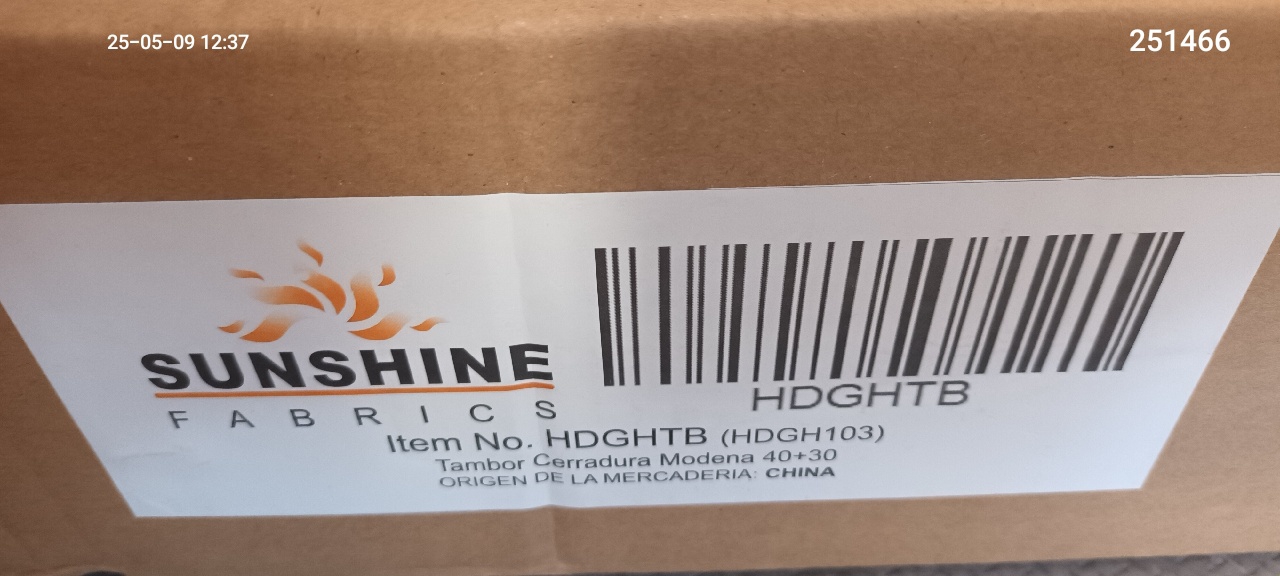 25-05-09 12:37
251466
SUNSHINE
FABRICS
HDGHTB
Item No. HDGHTB (HDGH103)
Tambor Cerradura Modena 40+30
ORIGEN DE LA MERCADERIA: CHINA